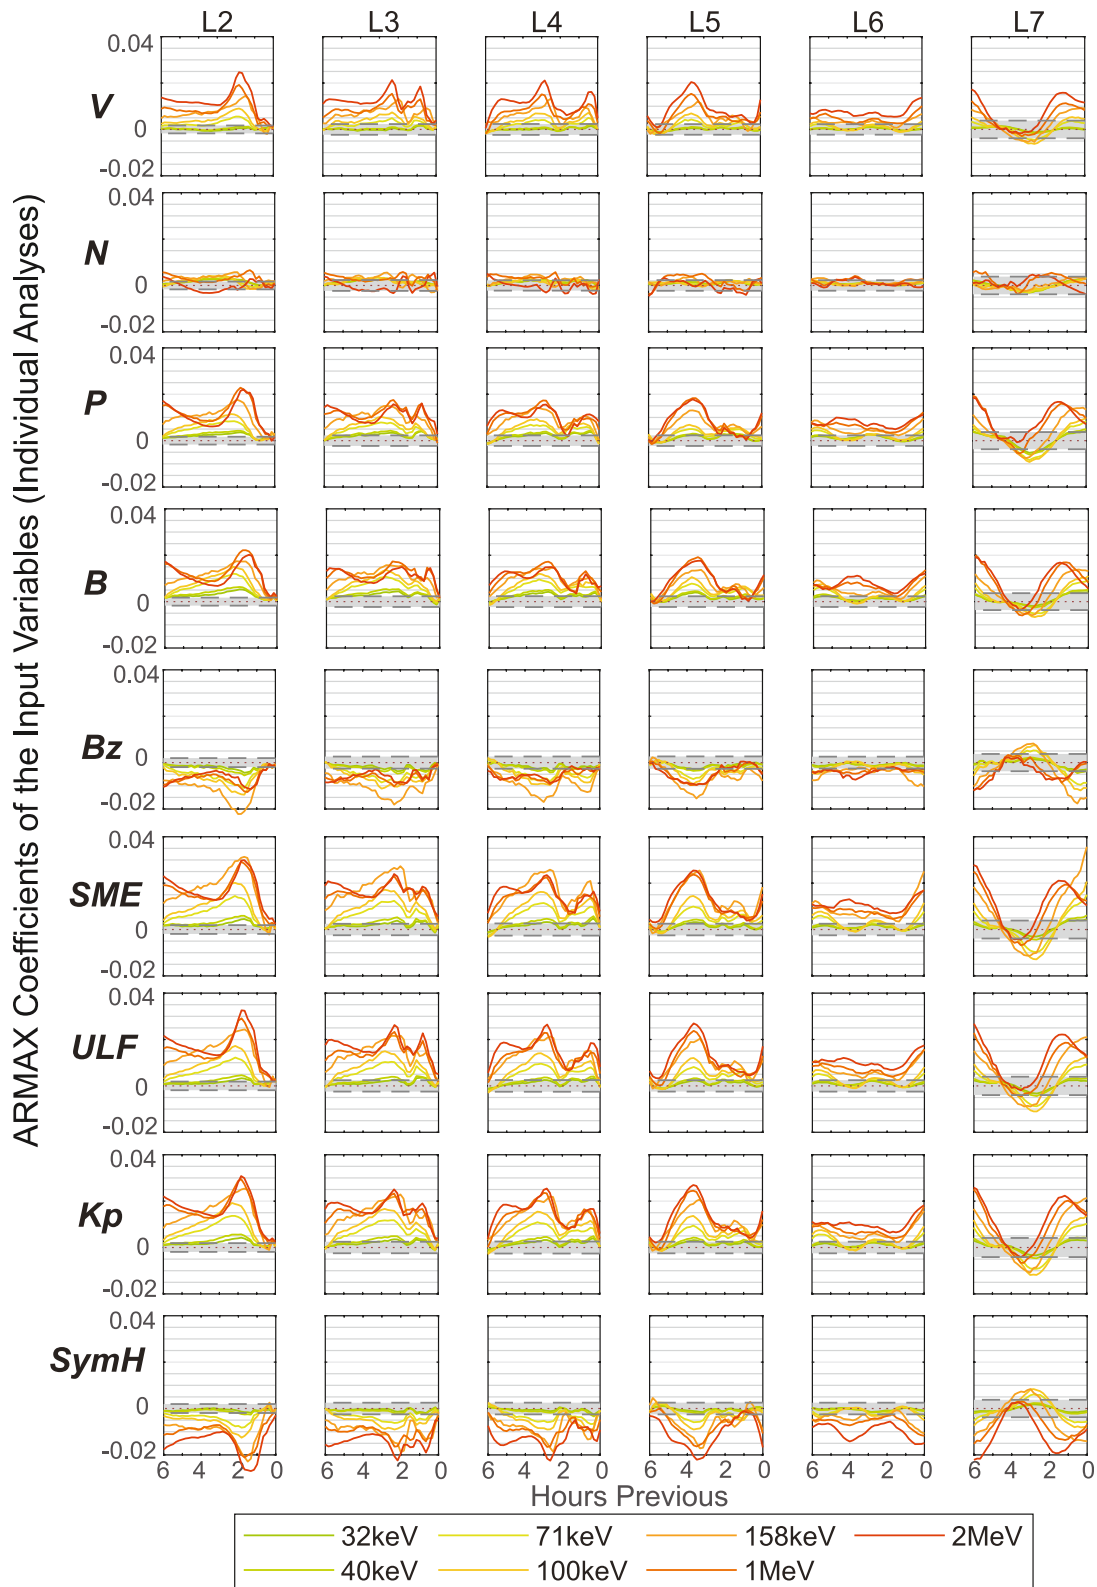 L2 L3 L4 L5 L6 L7
ARMAX Coefficients of the Input Variables (Individual Analyses)
0.04
V
0
-0.02
0.04
N
0
-0.02
0.04
P
0
-0.02
0.04
B
0
-0.02
0.04
Bz
0
-0.02
0.04
SME
0
-0.02
0.04
ULF
0
-0.02
0.04
Kp
0
-0.02
0.04
SymH
0
-0.02
6 4 2 0 6 4 2 0 6 4 2 0 6 4 2 0 6 4 2 0 6 4 2 0
Hours Previous
32keV 71keV 158keV 2MeV
40keV 100keV 1MeV